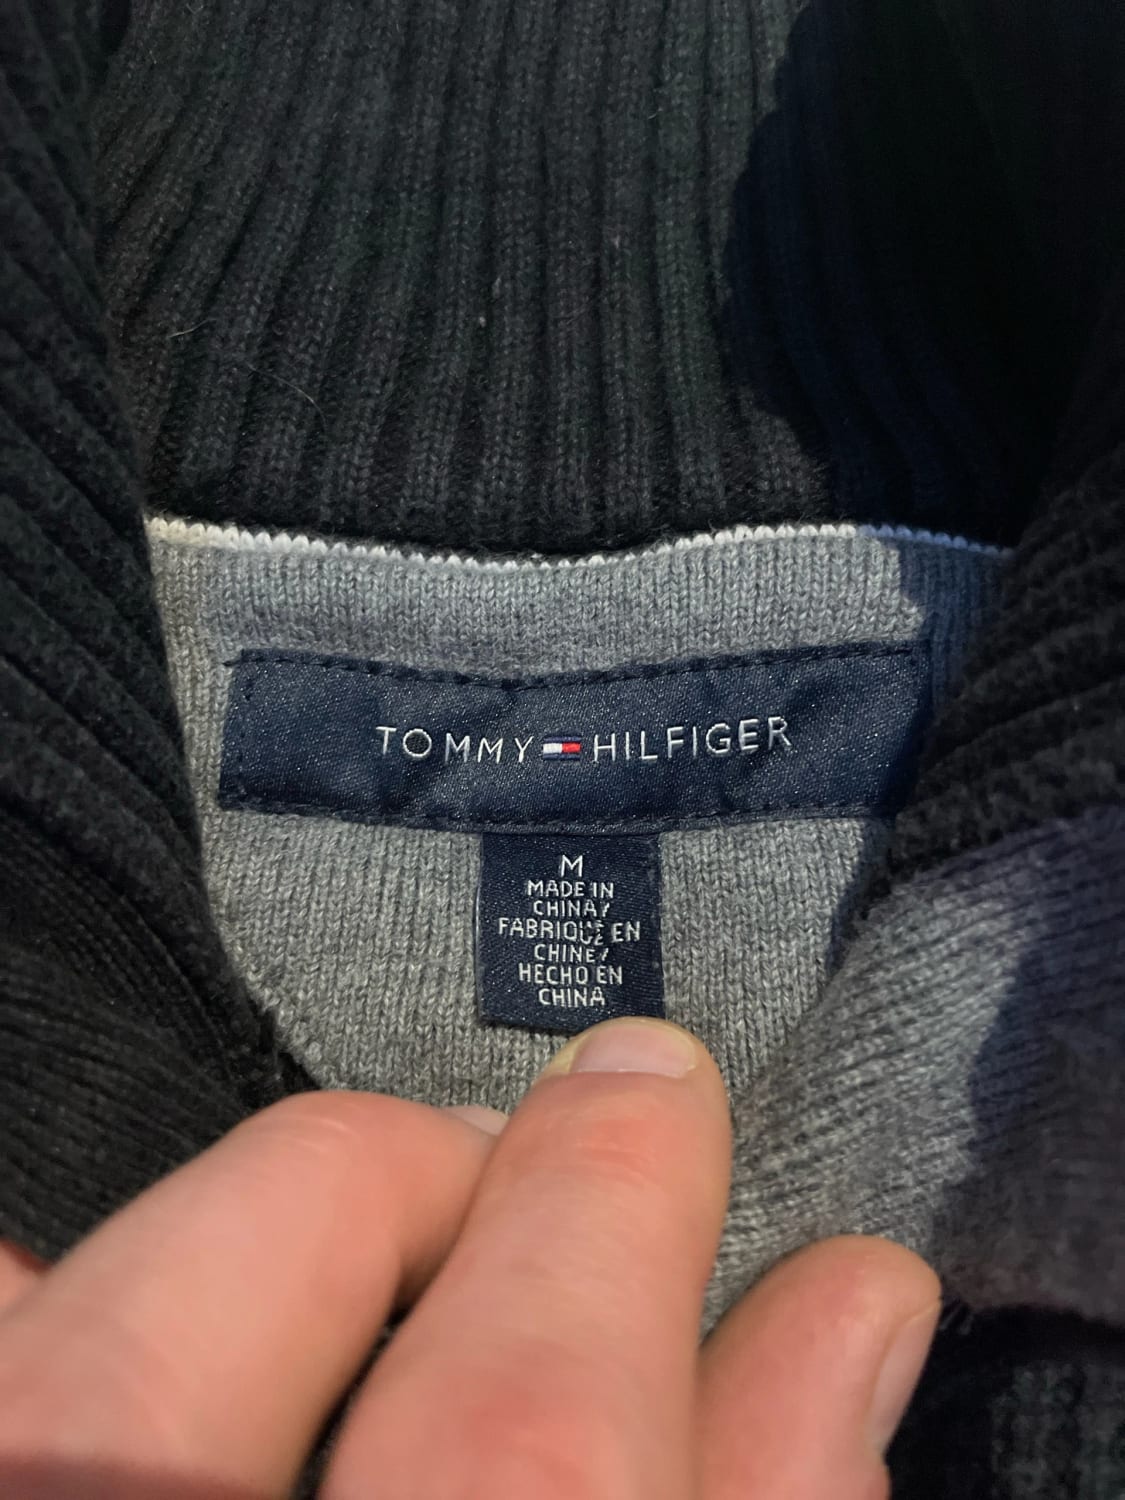 TOMMY HILFIGER
M
MADE IN
CHINA/
FABRIQUE EN
CHINE/
HECHO EN
CHINA